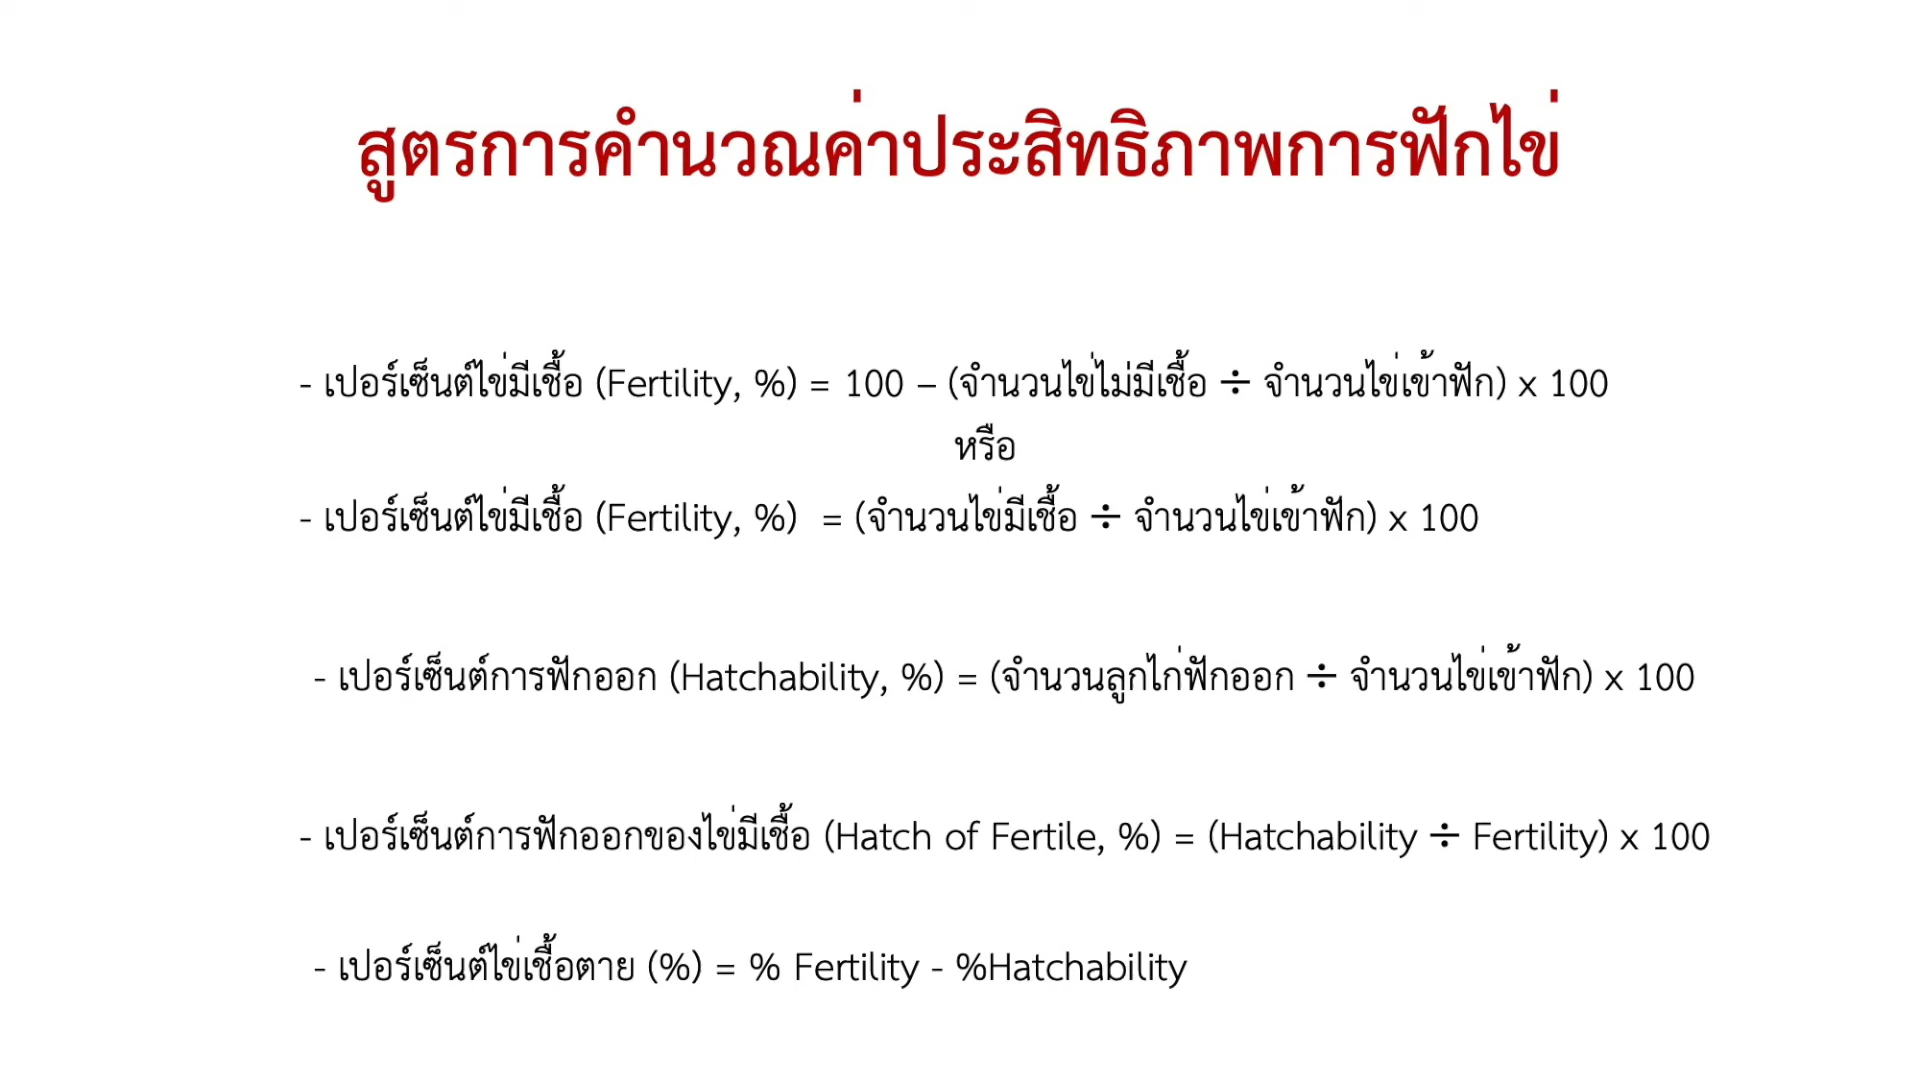 สูตรการคำนวณค่าประสิทธิภาพการฟักไข่
- เปอร์เซ็นต์ไข่มีเชื้อ (Fertility, %) = 100 – (จำนวนไข่ไม่มีเชื้อ ÷ จำนวนไข่เข้าฟัก) x 100
หรือ
- เปอร์เซ็นต์ไข่มีเชื้อ (Fertility, %) = (จำนวนไข่มีเชื้อ ÷ จำนวนไข่เข้าฟัก) x 100
- เปอร์เซ็นต์การฟักออก (Hatchability, %) = (จำนวนลูกไก่ฟักออก ÷ จำนวนไข่เข้าฟัก) x 100
- เปอร์เซ็นต์การฟักออกของไข่มีเชื้อ (Hatch of Fertile, %) = (Hatchability ÷ Fertility) x 100
- เปอร์เซ็นต์ไข่เชื้อตาย (%) = % Fertility - %Hatchability